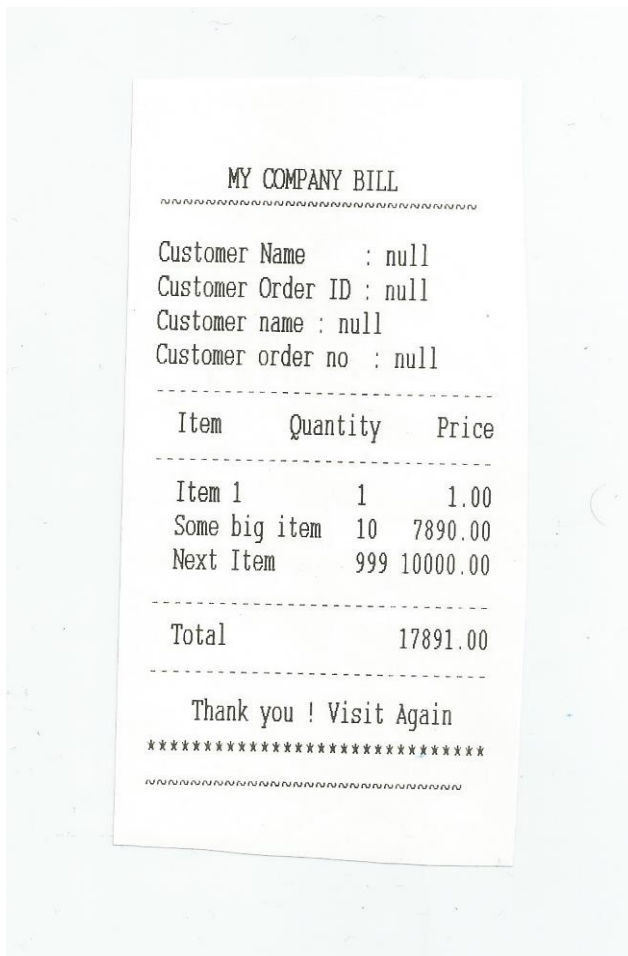 MY COMPANY BILL
~~~~~~~~~~~~~~~~~~~~~~~~~~~~
Customer Name : null
Customer Order ID : null
Customer name : null
Customer order no : null
------------------------------
Item Quantity Price
------------------------------
Item 1 1 1.00
Some big item 10 7890.00
Next Item 999 10000.00
------------------------------
Total 17891.00
------------------------------
Thank you ! Visit Again
******************************
~~~~~~~~~~~~~~~~~~~~~~~~~~~~